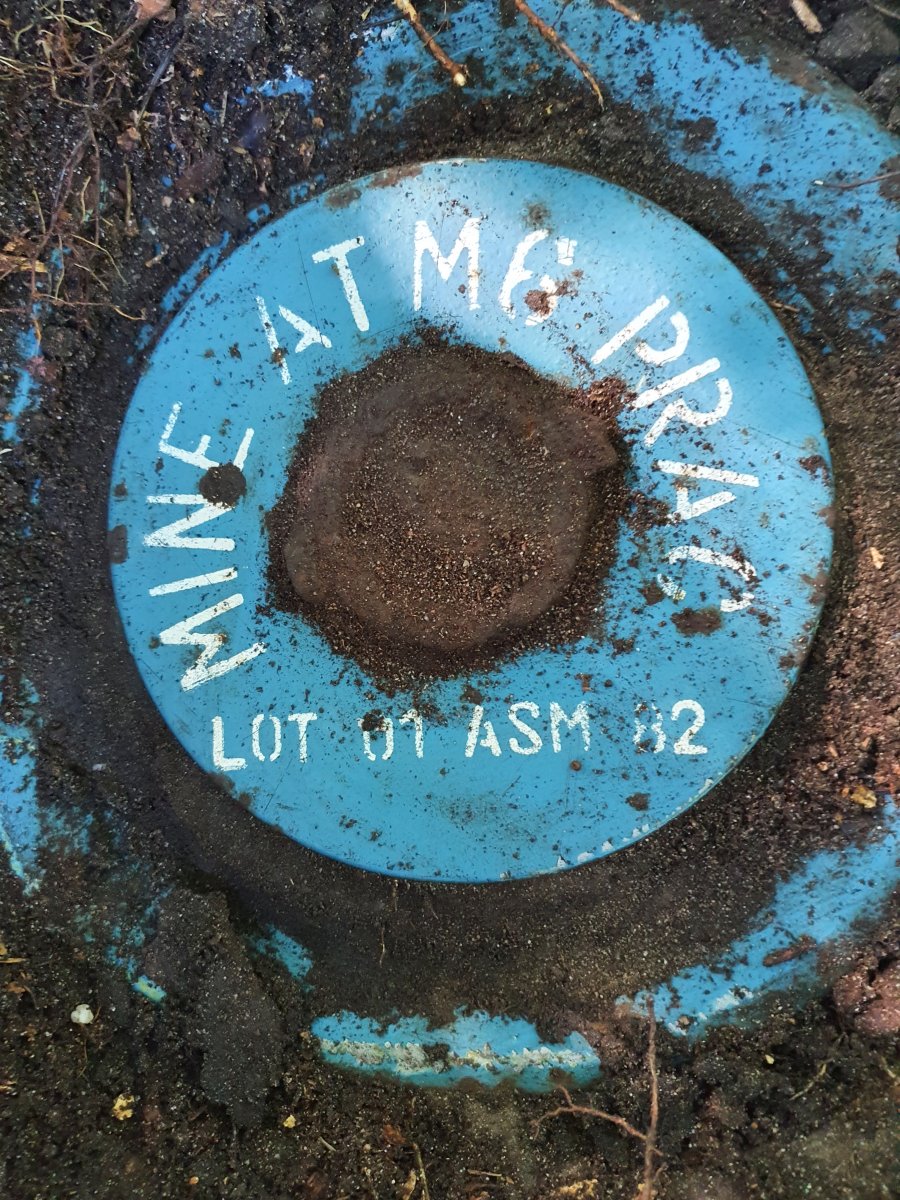 MINE AT M6 PRAC
LOT 01 ASM 82